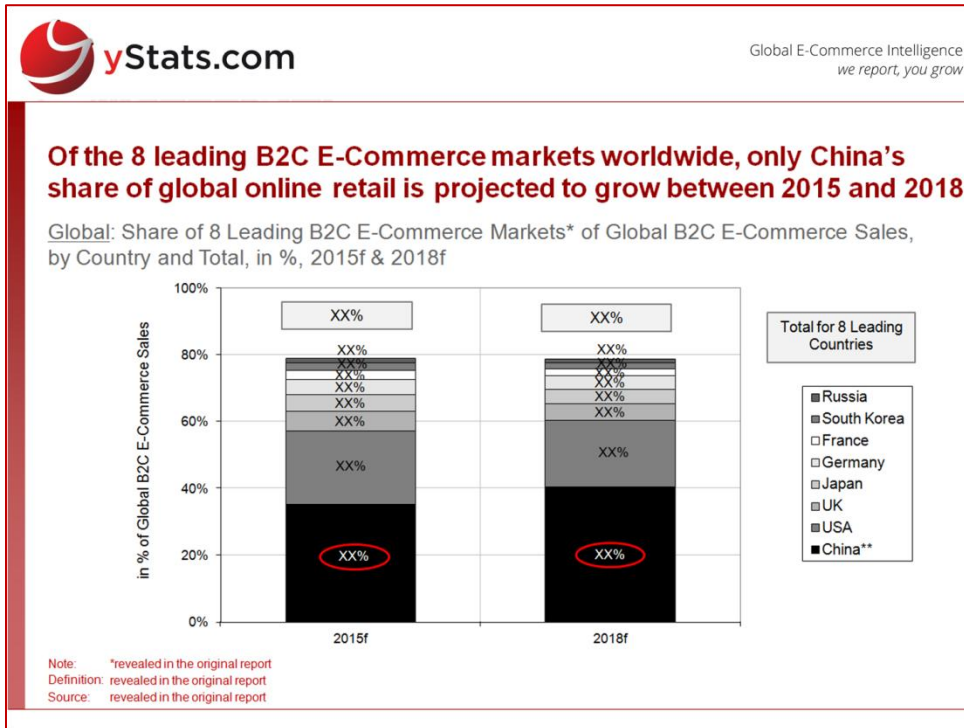 yStats.com
Global E-Commerce Intelligence
we report, you grow
Of the 8 leading B2C E-Commerce markets worldwide, only China's
share of global online retail is projected to grow between 2015 and 2018
Global: Share of 8 Leading B2C E-Commerce Markets* of Global B2C E-Commerce Sales,
by Country and Total, in %, 2015f & 2018f
in % of Global B2C E-Commerce Sales
100%
80%
60%
40%
20%
0%
XX%
XX%
XX%
XX%
XX%
XX%
XX%
XX%
XX%
2015f
XX%
XX%
XX%
XX%
XX%
XX%
XX%
XX%
XX%
2018f
Total for 8 Leading
Countries
Russia
South Korea
France
Germany
Japan
UK
USA
China**
Note: *revealed in the original report
Definition: revealed in the original report
Source: revealed in the original report